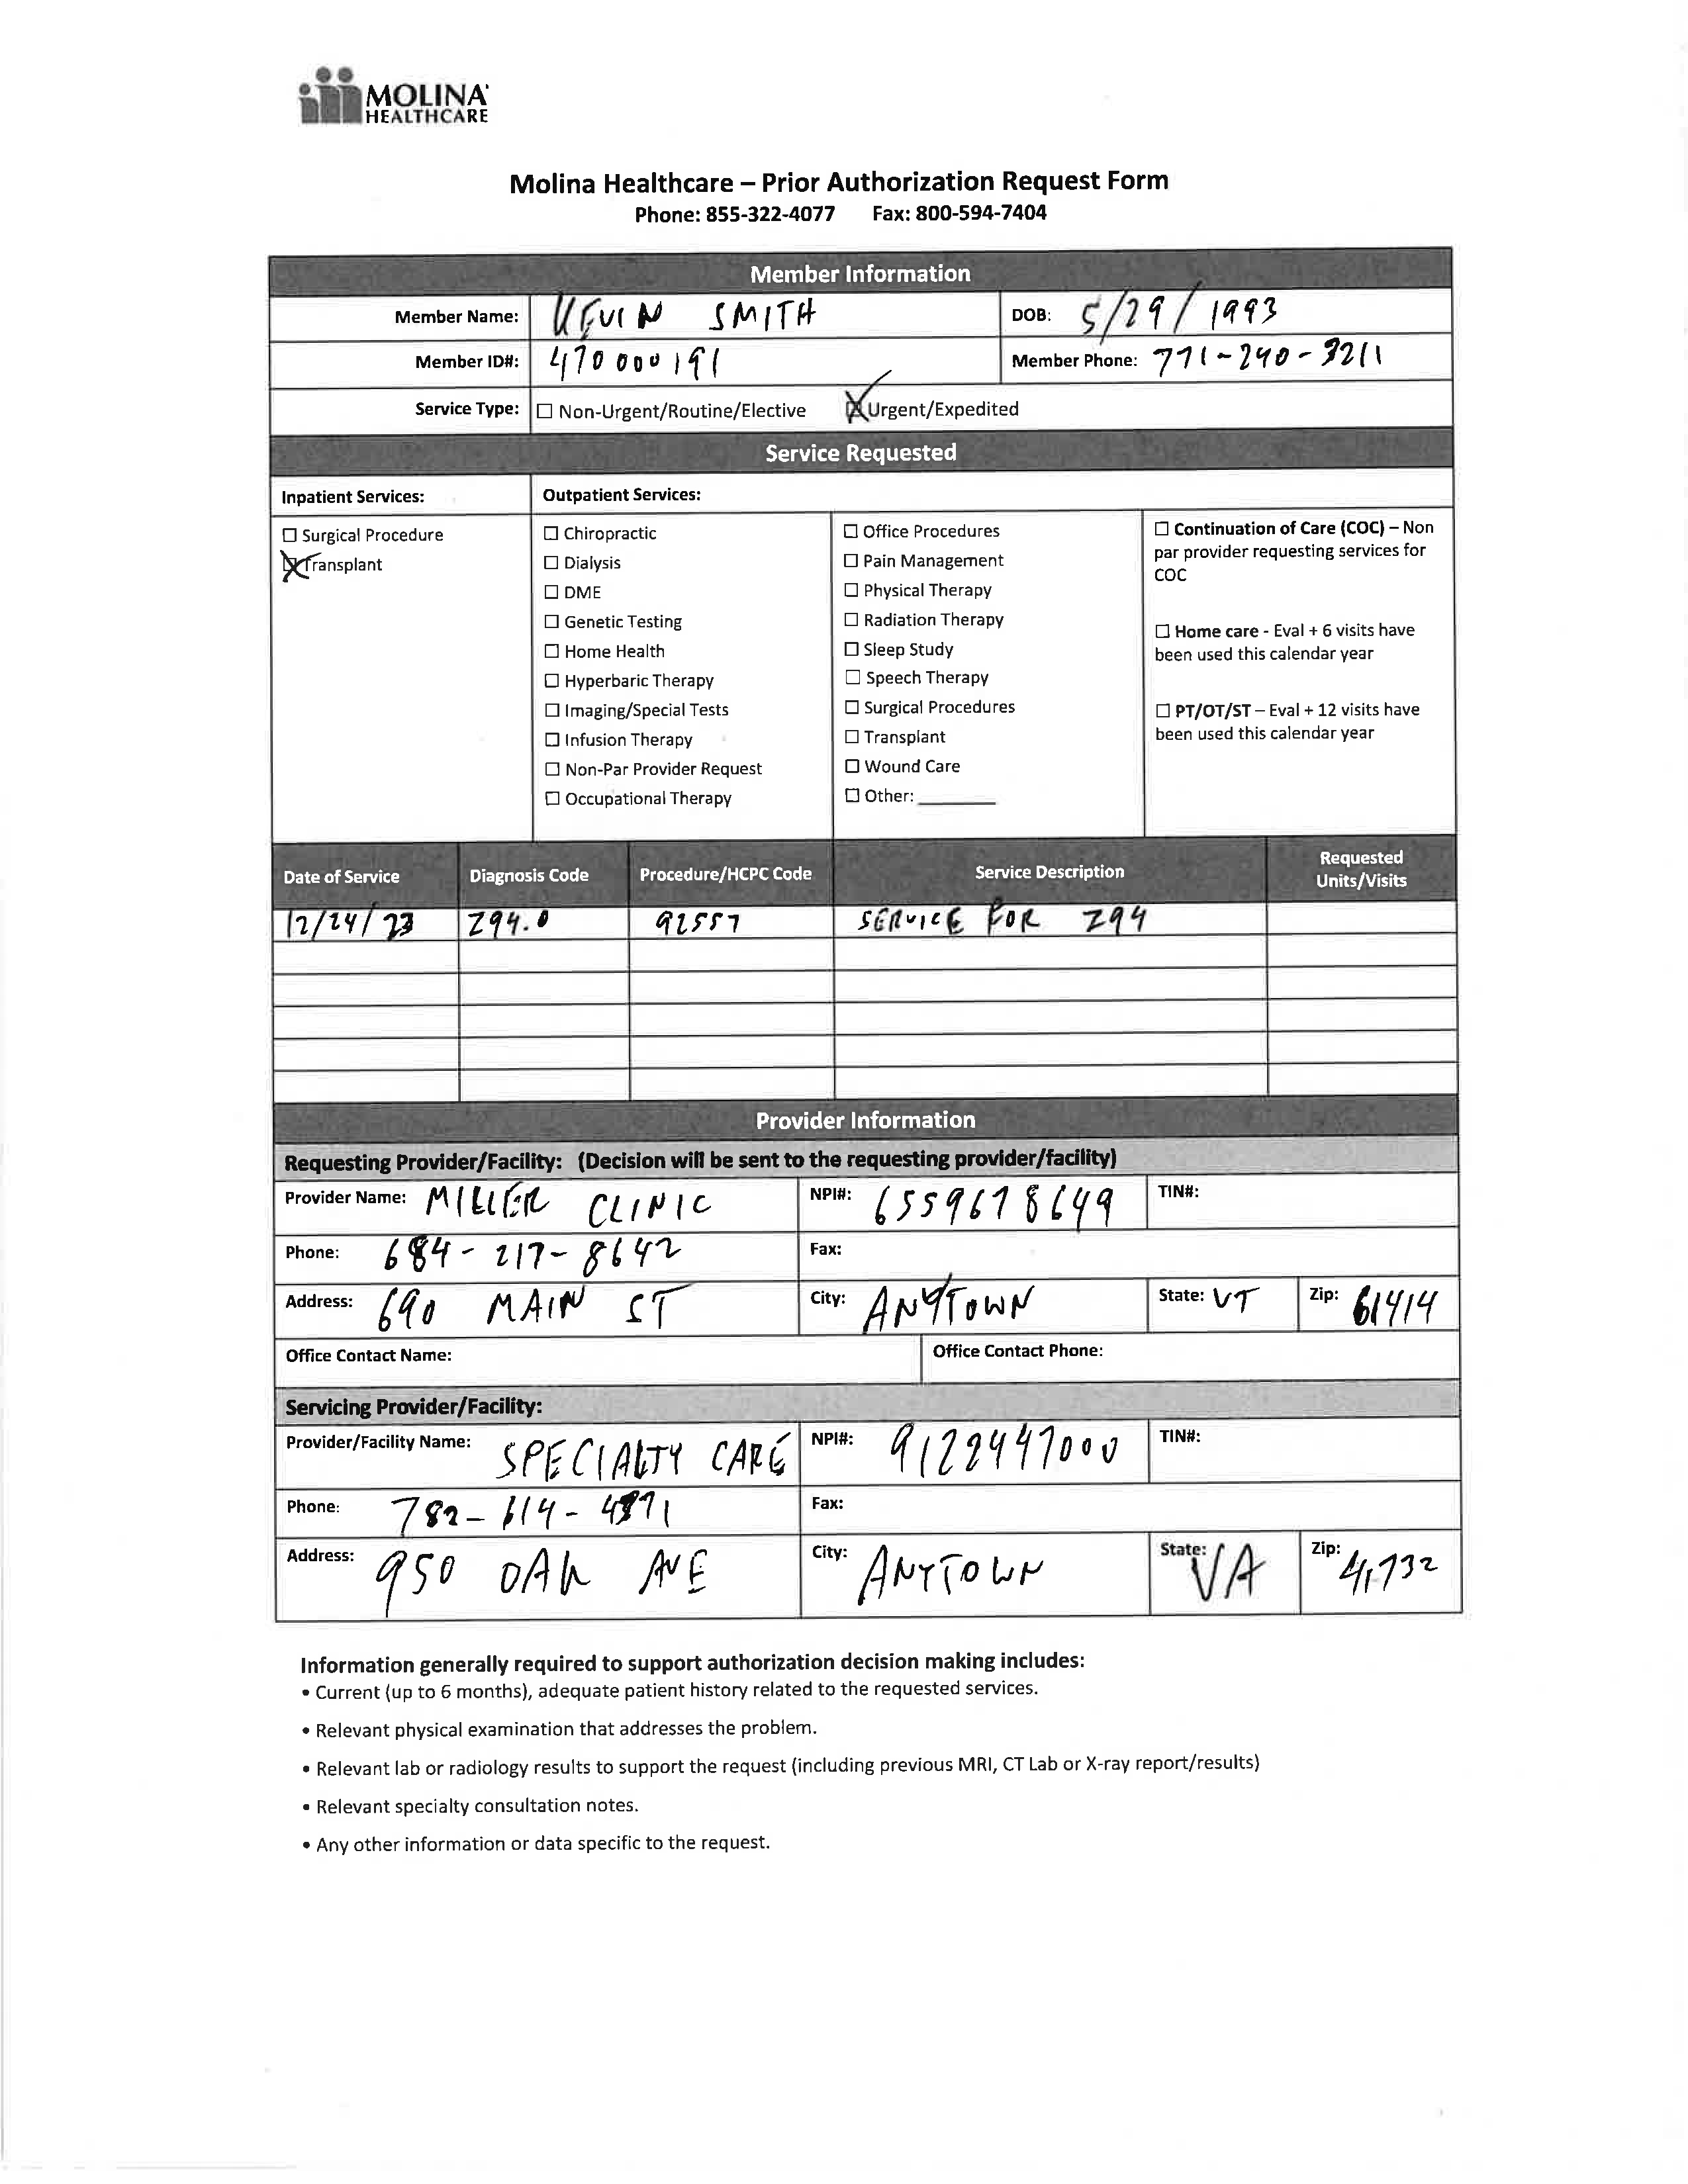 MOLINA
HEALTHCARE
Molina Healthcare – Prior Authorization Request Form
Phone: 855-322-4077 Fax: 800-594-7404
Member Information
Member Name: KEVIN SMITH DOB: 5/29/1993
Member ID#: 470000191 Member Phone: 771-240-3211
Service Type: ☐ Non-Urgent/Routine/Elective ☒ Urgent/Expedited
Service Requested
Inpatient Services: Outpatient Services:
☐ Surgical Procedure
☒ Transplant
☐ Chiropractic
☐ Dialysis
☐ DME
☐ Genetic Testing
☐ Home Health
☐ Hyperbaric Therapy
☐ Imaging/Special Tests
☐ Infusion Therapy
☐ Non-Par Provider Request
☐ Occupational Therapy
☐ Office Procedures
☐ Pain Management
☐ Physical Therapy
☐ Radiation Therapy
☐ Sleep Study
☐ Speech Therapy
☐ Surgical Procedures
☐ Transplant
☐ Wound Care
☐ Other:
☐ Continuation of Care (COC) – Non
par provider requesting services for
COC
☐ Home care - Eval + 6 visits have
been used this calendar year
☐ PT/OT/ST – Eval + 12 visits have
been used this calendar year
Date of Service Diagnosis Code Procedure/HCPC Code Service Description Requested
Units/Visits
12/24/23 Z94.0 92557 SERVICE FOR Z94
Provider Information
Requesting Provider/Facility: (Decision will be sent to the requesting provider/facility)
Provider Name: MILLER CLINIC NPI#: 6559678649 TIN#:
Phone: 684-217-8642 Fax:
Address: 690 MAIN ST City: ANYTOWN State: VT Zip: 61414
Office Contact Name: Office Contact Phone:
Servicing Provider/Facility:
Provider/Facility Name: SPECIALTY CARE NPI#: 9122947000 TIN#:
Phone: Fax:
Address: 950 OAK AVE City: ANYTOWN State: VA Zip: 41732
Information generally required to support authorization decision making includes:
• Current (up to 6 months), adequate patient history related to the requested services.
• Relevant physical examination that addresses the problem.
• Relevant lab or radiology results to support the request (including previous MRI, CT Lab or X-ray report/results)
• Relevant specialty consultation notes.
• Any other information or data specific to the request.